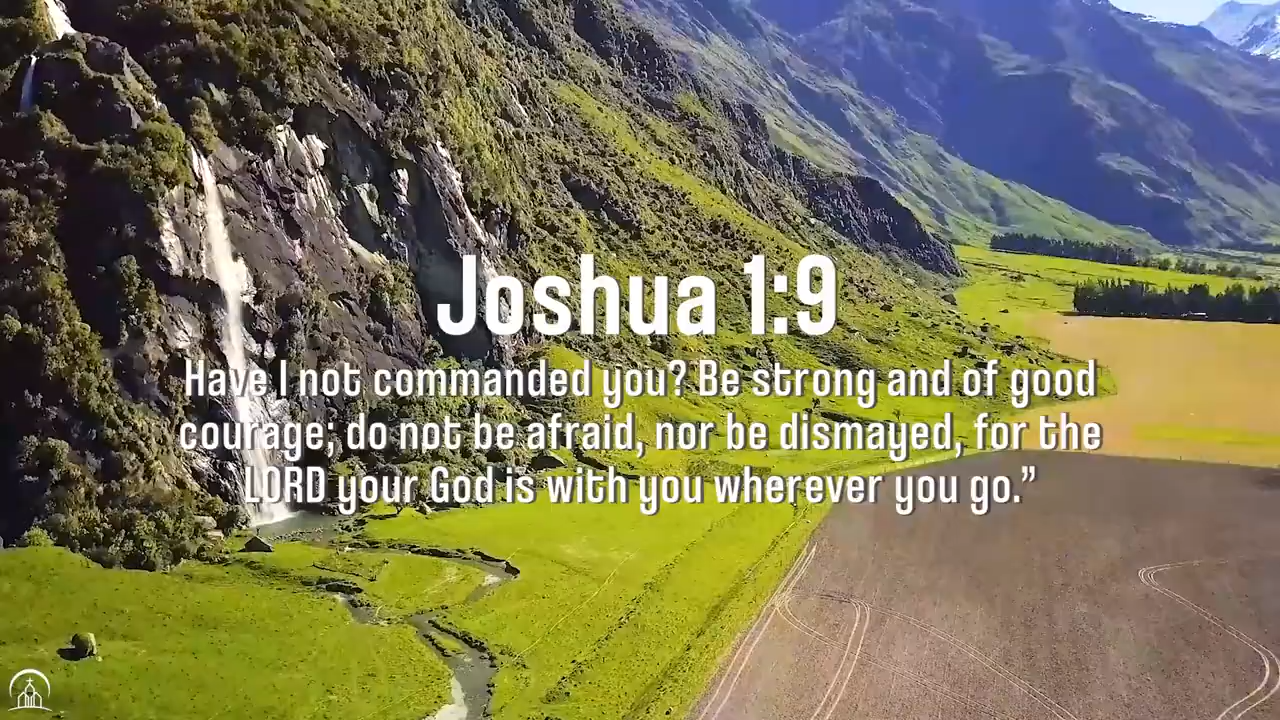 Joshua 1:9
Have I not commanded you? Be strong and of good
courage; do not be afraid, nor be dismayed, for the
LORD your God is with you wherever you go.”